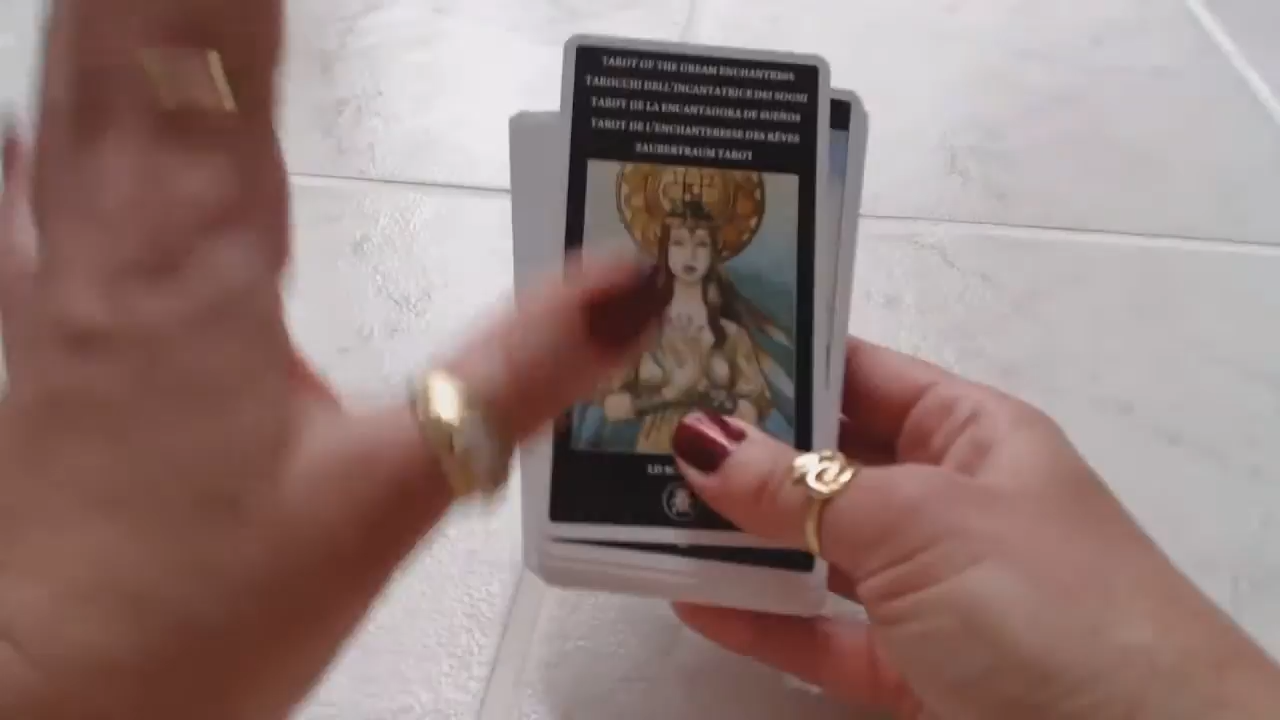 TAROT OF THE DREAM ENCHANTRESS
TAROCCHI DELL'INCANTATRICE DEI SOGNI
TAROT DE LA ENCANTADORA DE SUEÑOS
TAROT DE L'ENCHANTERESSE DES RÊVES
ZAUBERTRAUM TAROT
LO